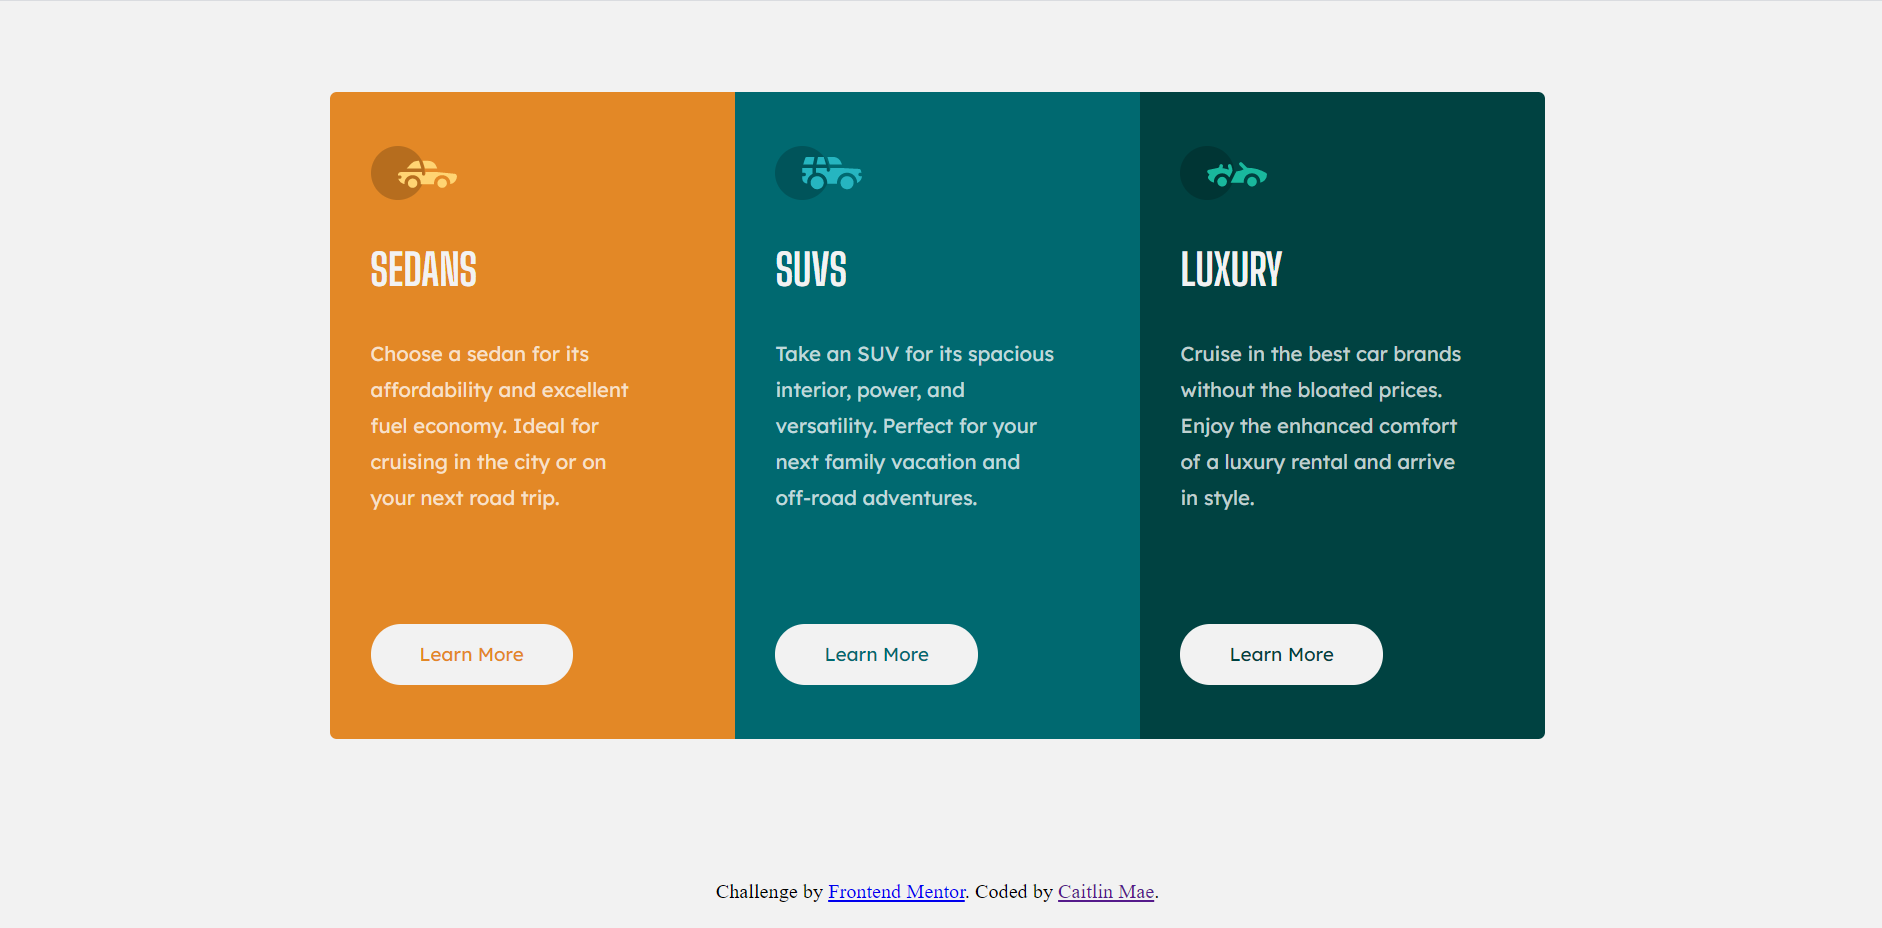 SEDANS
Choose a sedan for its
affordability and excellent
fuel economy. Ideal for
cruising in the city or on
your next road trip.
Learn More
SUVS
Take an SUV for its spacious
interior, power, and
versatility. Perfect for your
next family vacation and
off-road adventures.
Learn More
LUXURY
Cruise in the best car brands
without the bloated prices.
Enjoy the enhanced comfort
of a luxury rental and arrive
in style.
Learn More
Challenge by Frontend Mentor. Coded by Caitlin Mae.